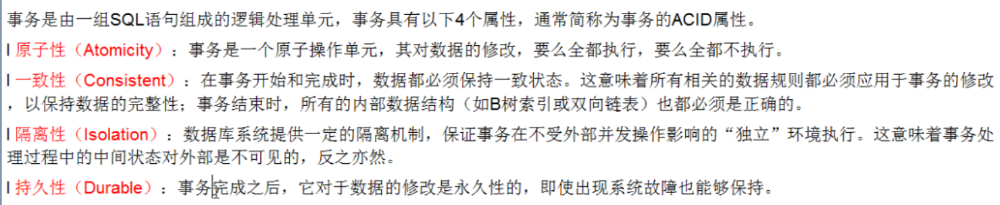 事务是由一组SQL语句组成的逻辑处理单元，事务具有以下4个属性，通常简称为事务的ACID属性。
l 原子性（Atomicity）：事务是一个原子操作单元，其对数据的修改，要么全都执行，要么全都不执行。
l 一致性（Consistent）：在事务开始和完成时，数据都必须保持一致状态。这意味着所有相关的数据规则都必须应用于事务的修改
，以保持数据的完整性；事务结束时，所有的内部数据结构（如B树索引或双向链表）也都必须是正确的。
l 隔离性（Isolation）：数据库系统提供一定的隔离机制，保证事务在不受外部并发操作影响的“独立”环境执行。这意味着事务处
理过程中的中间状态对外部是不可见的，反之亦然。
l 持久性（Durable）：事务完成之后，它对于数据的修改是永久性的，即使出现系统故障也能够保持。